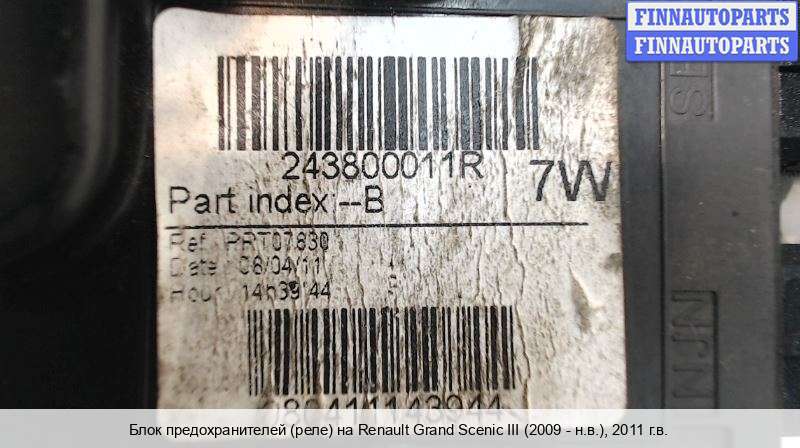 FINNAUTOPARTS
FINNAUTOPARTS
243800011R
7W
Part index :--B
Ref : PRT07830
Date : 08/04/11
Hour : 14h39:44
Блок предохранителей (реле) на Renault Grand Scenic III (2009 - н.в.), 2011 г.в.